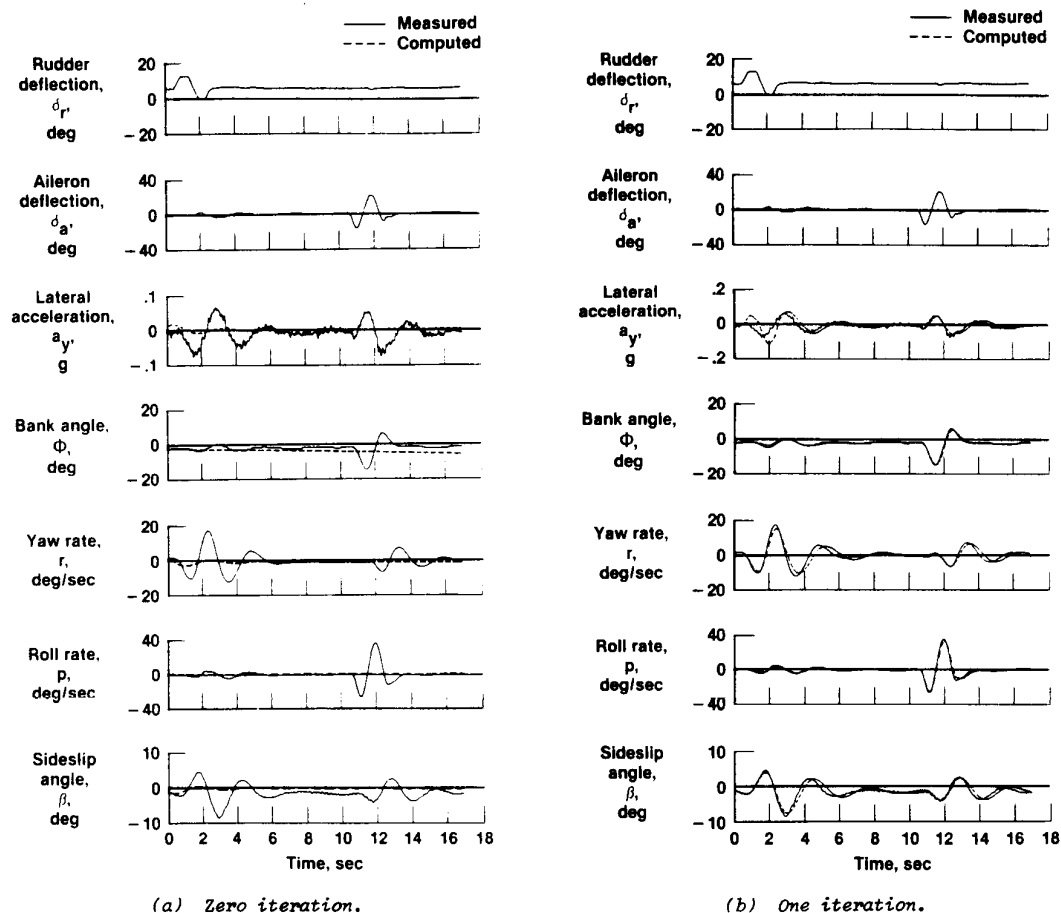 Measured
Computed
Rudder
deflection,
δr,
deg
20
0
– 20
Aileron
deflection,
δa,
deg
40
0
– 40
Lateral
acceleration,
ay,
g
.1
0
– .1
Bank angle,
Φ,
deg
20
0
20
Yaw rate,
r,
deg/sec
20
0
– 20
Roll rate,
p,
deg/sec
40
0
– 40
Sideslip
angle,
β,
deg
10
0
– 10
0 2 4 6 8 10 12 14 16 18
Time, sec
(a) Zero iteration.
Measured
Computed
Rudder
deflection,
δr,
deg
20
0
– 20
Aileron
deflection,
δa,
deg
40
0
– 40
Lateral
acceleration,
ay,
g
.2
0
– .2
Bank angle,
Φ,
deg
20
0
– 20
Yaw rate,
r,
deg/sec
20
0
– 20
Roll rate,
p,
deg/sec
40
0
– 40
Sideslip
angle,
β,
deg
10
0
– 10
0 2 4 6 8 10 12 14 16 18
Time, sec
(b) One iteration.